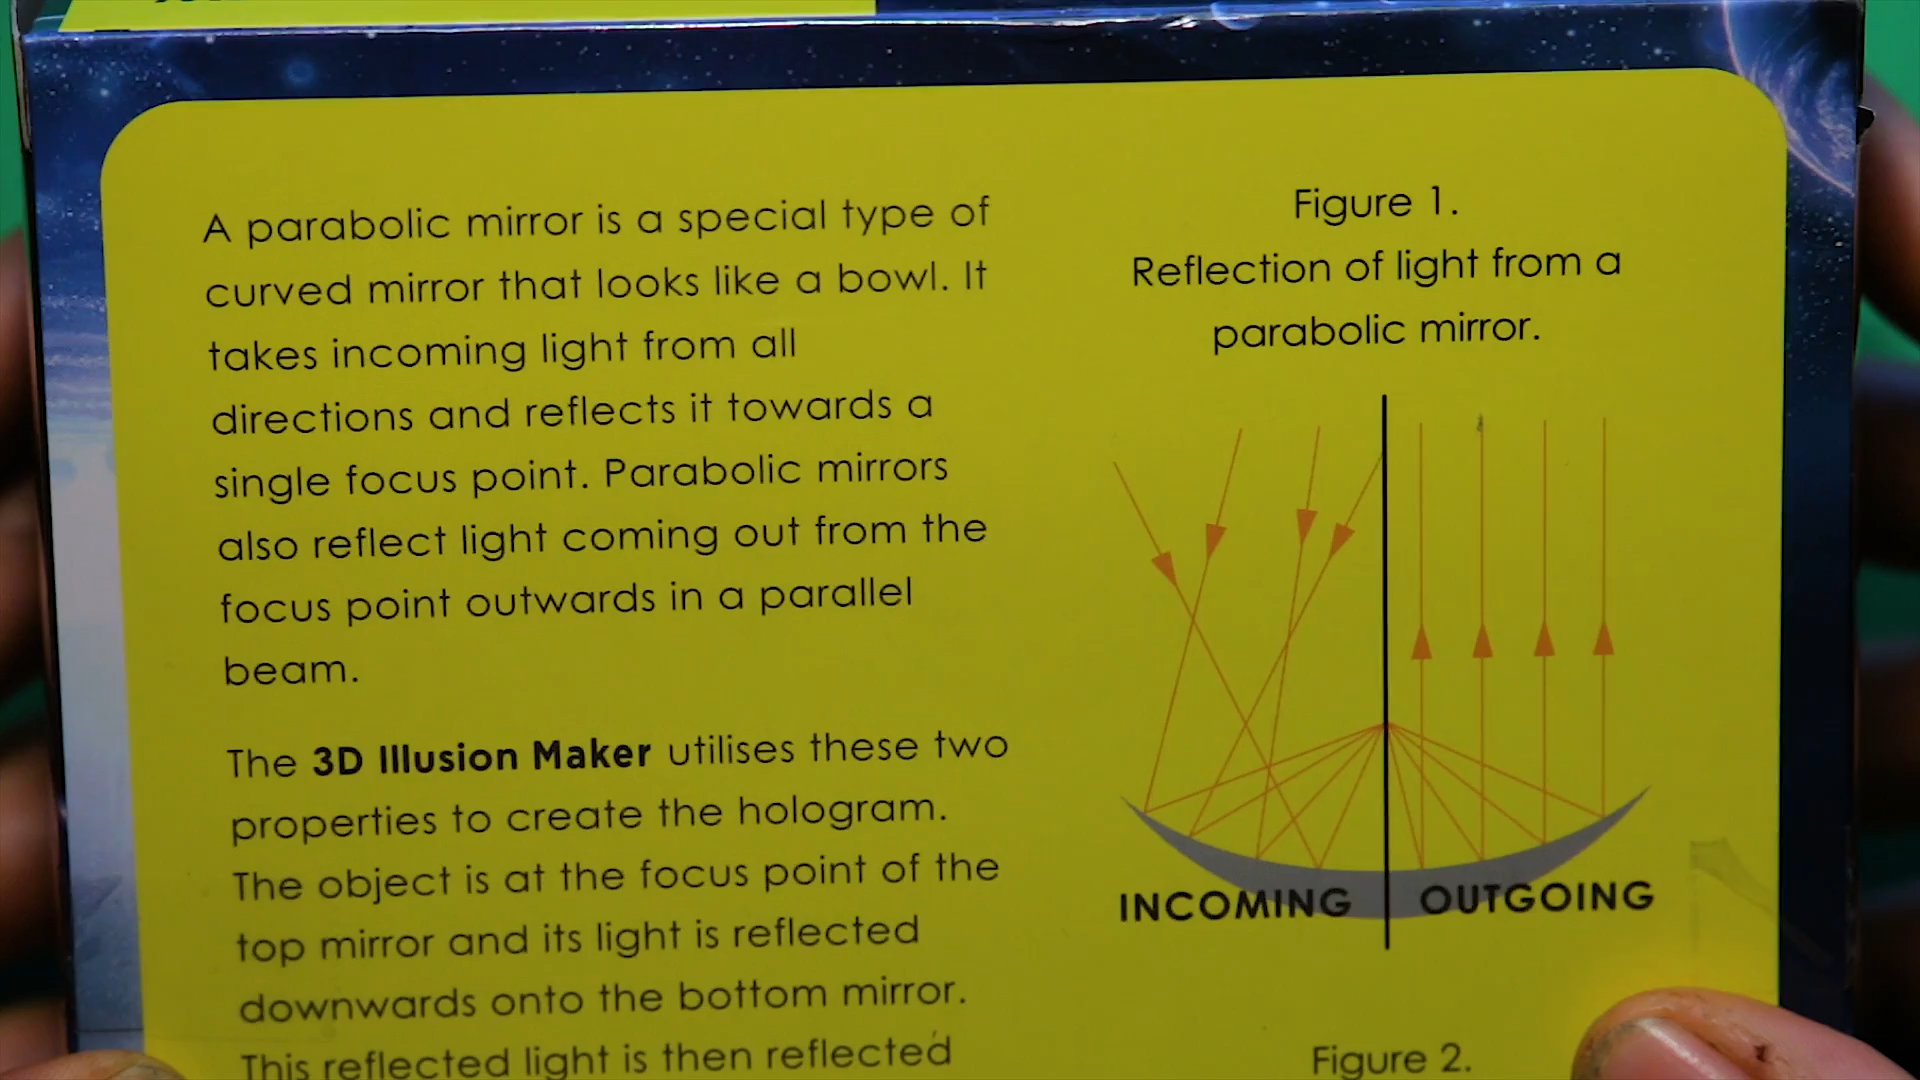 A parabolic mirror is a special type of
curved mirror that looks like a bowl. It
takes incoming light from all
directions and reflects it towards a
single focus point. Parabolic mirrors
also reflect light coming out from the
focus point outwards in a parallel
beam.
The 3D Illusion Maker utilises these two
properties to create the hologram.
The object is at the focus point of the
top mirror and its light is reflected
downwards onto the bottom mirror.
This reflected light is then reflected
Figure 1.
Reflection of light from a
parabolic mirror.
INCOMING OUTGOING
Figure 2.